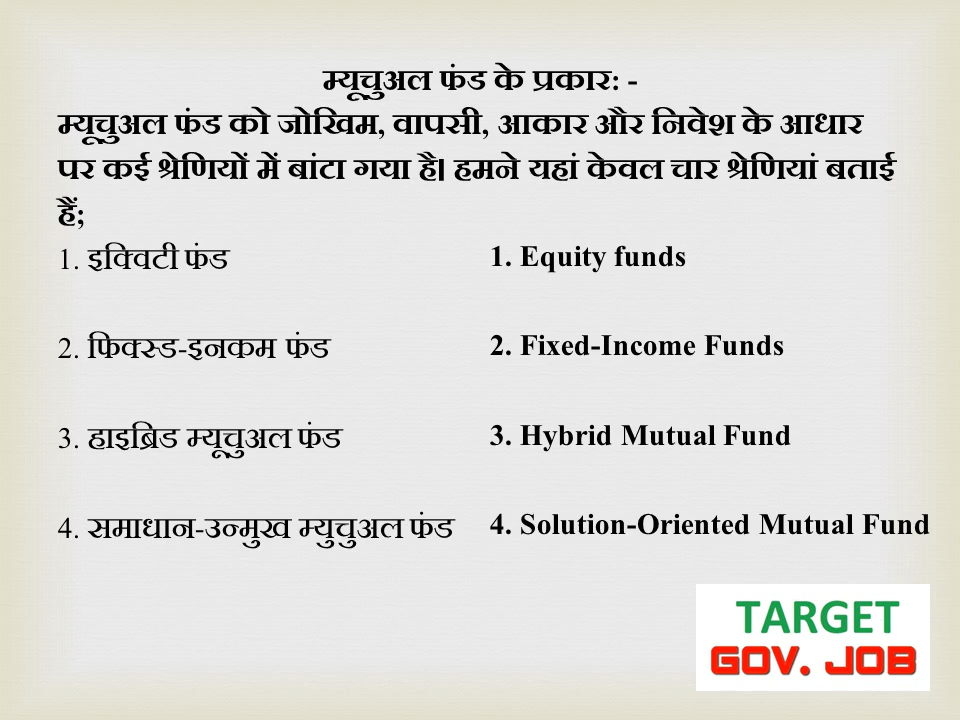 म्यूचुअल फंड के प्रकार: -
म्यूचुअल फंड को जोखिम, वापसी, आकार और निवेश के आधार
पर कई श्रेणियों में बांटा गया है। हमने यहां केवल चार श्रेणियां बताई
हैं;
1. इक्विटी फंड
1. Equity funds
2. फिक्स्ड-इनकम फंड
2. Fixed-Income Funds
3. हाइब्रिड म्यूचुअल फंड
3. Hybrid Mutual Fund
4. समाधान-उन्मुख म्युचुअल फंड
4. Solution-Oriented Mutual Fund
TARGET
GOV. JOB